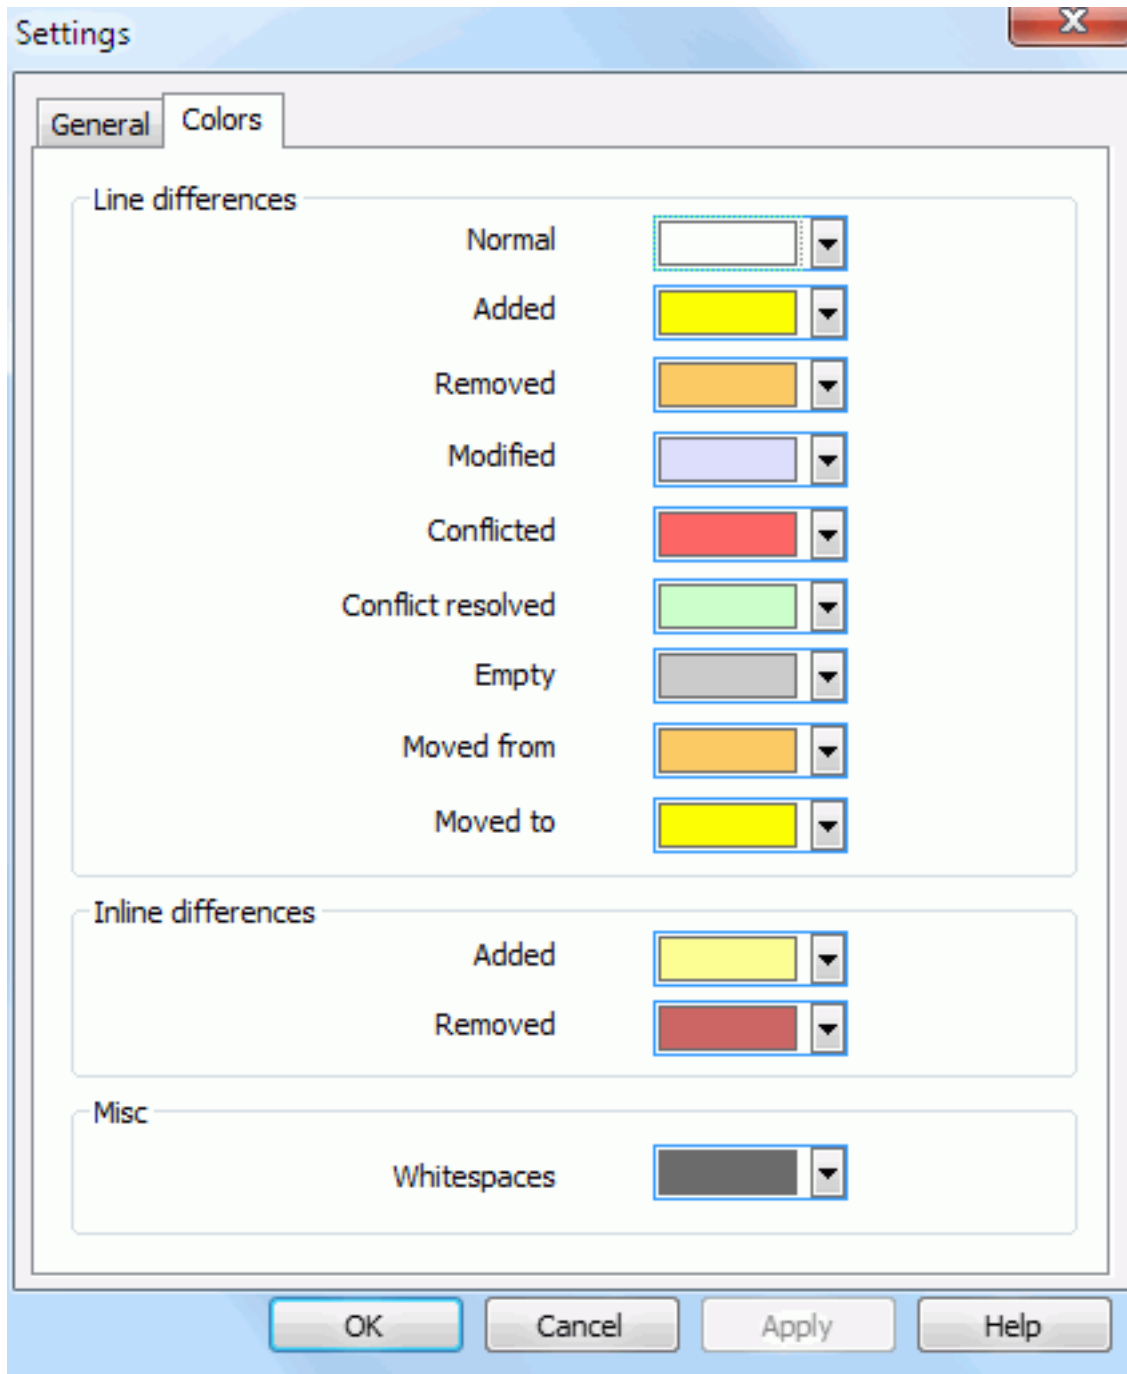 Settings
General
Colors
Line differences
Normal
Added
Removed
Modified
Conflicted
Conflict resolved
Empty
Moved from
Moved to
Inline differences
Added
Removed
Misc
Whitespaces
OK
Cancel
Apply
Help